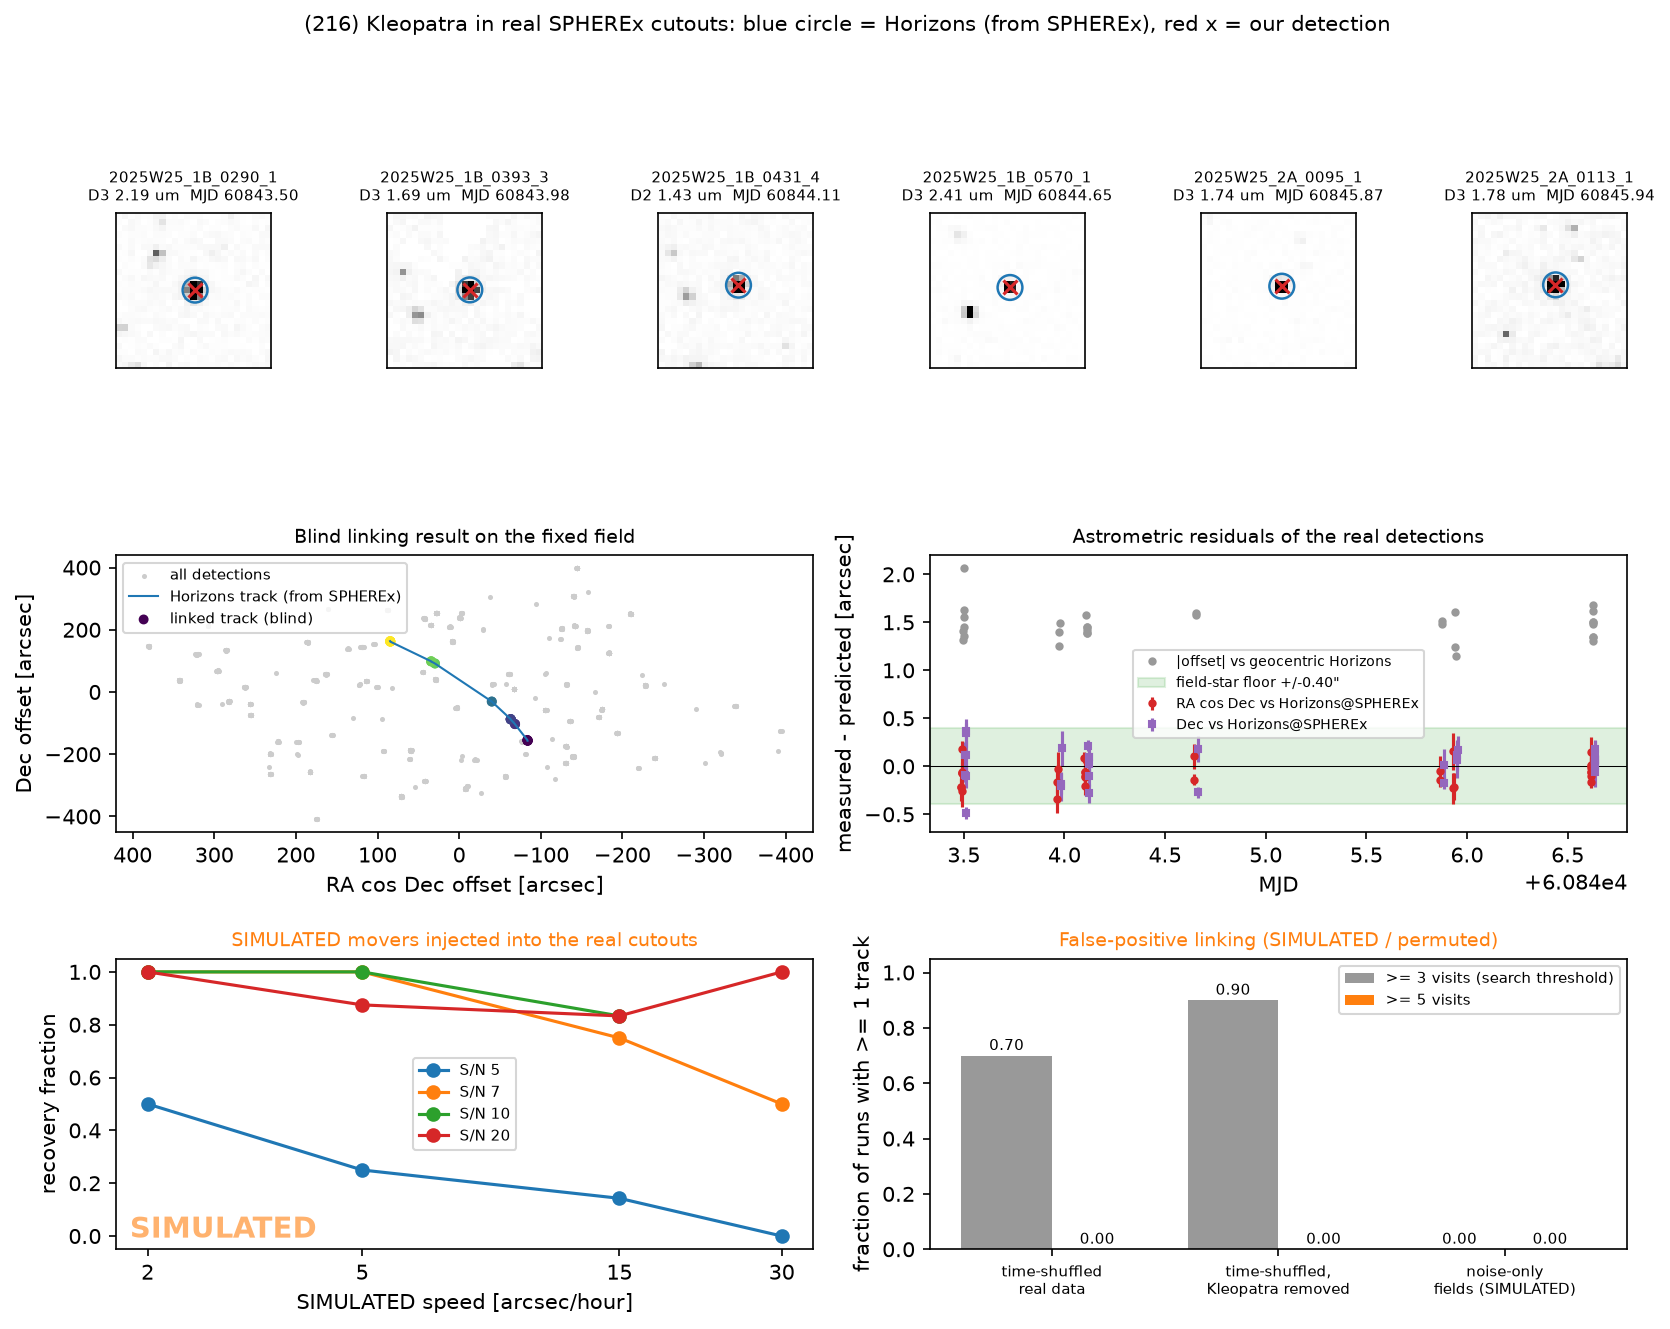 (216) Kleopatra in real SPHEREx cutouts: blue circle = Horizons (from SPHEREx), red x = our detection
2025W25_1B_0290_1
D3 2.19 um  MJD 60843.50
2025W25_1B_0393_3
D3 1.69 um  MJD 60843.98
2025W25_1B_0431_4
D2 1.43 um  MJD 60844.11
2025W25_1B_0570_1
D3 2.41 um  MJD 60844.65
2025W25_2A_0095_1
D3 1.74 um  MJD 60845.87
2025W25_2A_0113_1
D3 1.78 um  MJD 60845.94
Blind linking result on the fixed field
all detections
Horizons track (from SPHEREx)
linked track (blind)
Dec offset [arcsec]
400
200
0
−200
−400
400 300 200 100 0 −100 −200 −300 −400
RA cos Dec offset [arcsec]
Astrometric residuals of the real detections
|offset| vs geocentric Horizons
field-star floor +/-0.40"
RA cos Dec vs Horizons@SPHEREx
Dec vs Horizons@SPHEREx
measured - predicted [arcsec]
2.0
1.5
1.0
0.5
0.0
−0.5
3.5 4.0 4.5 5.0 5.5 6.0 6.5
MJD
+6.084e4
SIMULATED movers injected into the real cutouts
recovery fraction
1.0
0.8
0.6
0.4
0.2
0.0
S/N 5
S/N 7
S/N 10
S/N 20
SIMULATED
2 5 15 30
SIMULATED speed [arcsec/hour]
False-positive linking (SIMULATED / permuted)
>= 3 visits (search threshold)
>= 5 visits
fraction of runs with >= 1 track
1.0
0.8
0.6
0.4
0.2
0.0
0.70
0.00
0.90
0.00
0.00
0.00
time-shuffled
real data
time-shuffled,
Kleopatra removed
noise-only
fields (SIMULATED)